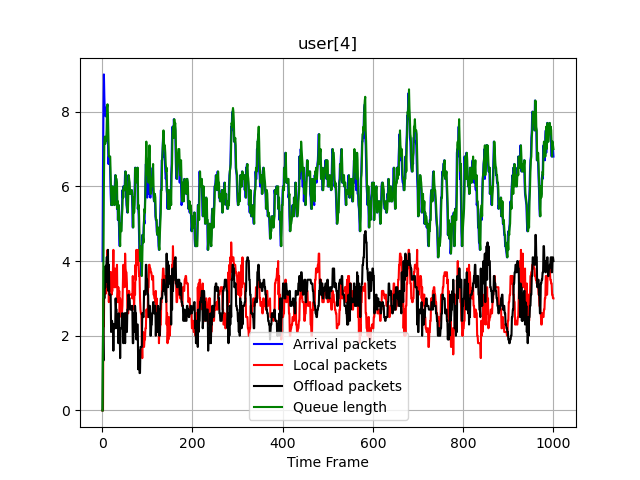 user[4]
8
6
4
2
0
Arrival packets
Local packets
Offload packets
Queue length
0 200 400 600 800 1000
Time Frame